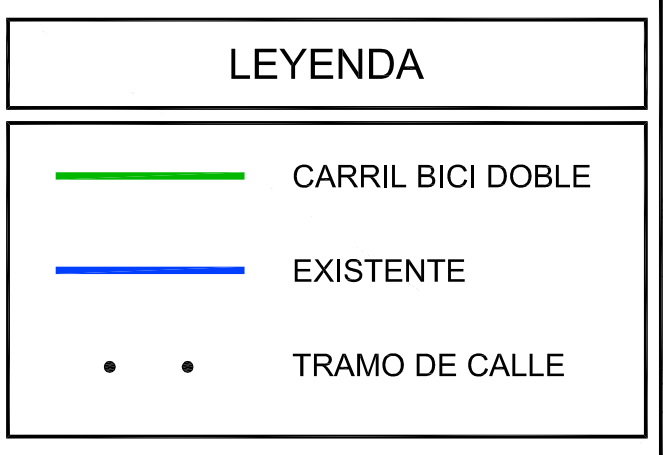 LEYENDA
CARRIL BICI DOBLE
EXISTENTE
TRAMO DE CALLE